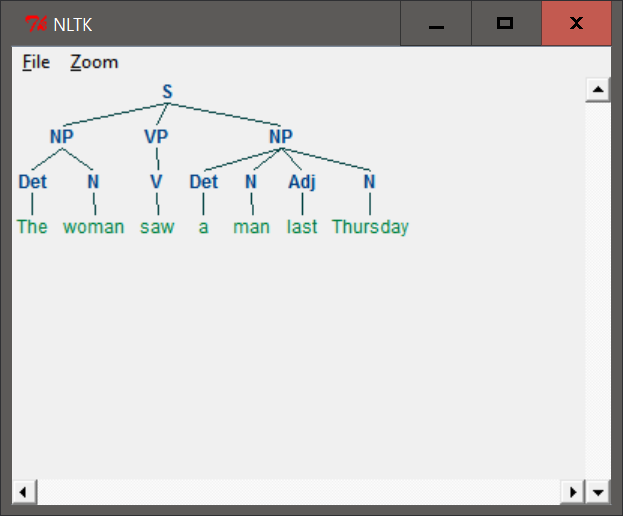 NLTK
File Zoom
S
NP VP NP
Det N V Det N Adj N
The woman saw a man last Thursday